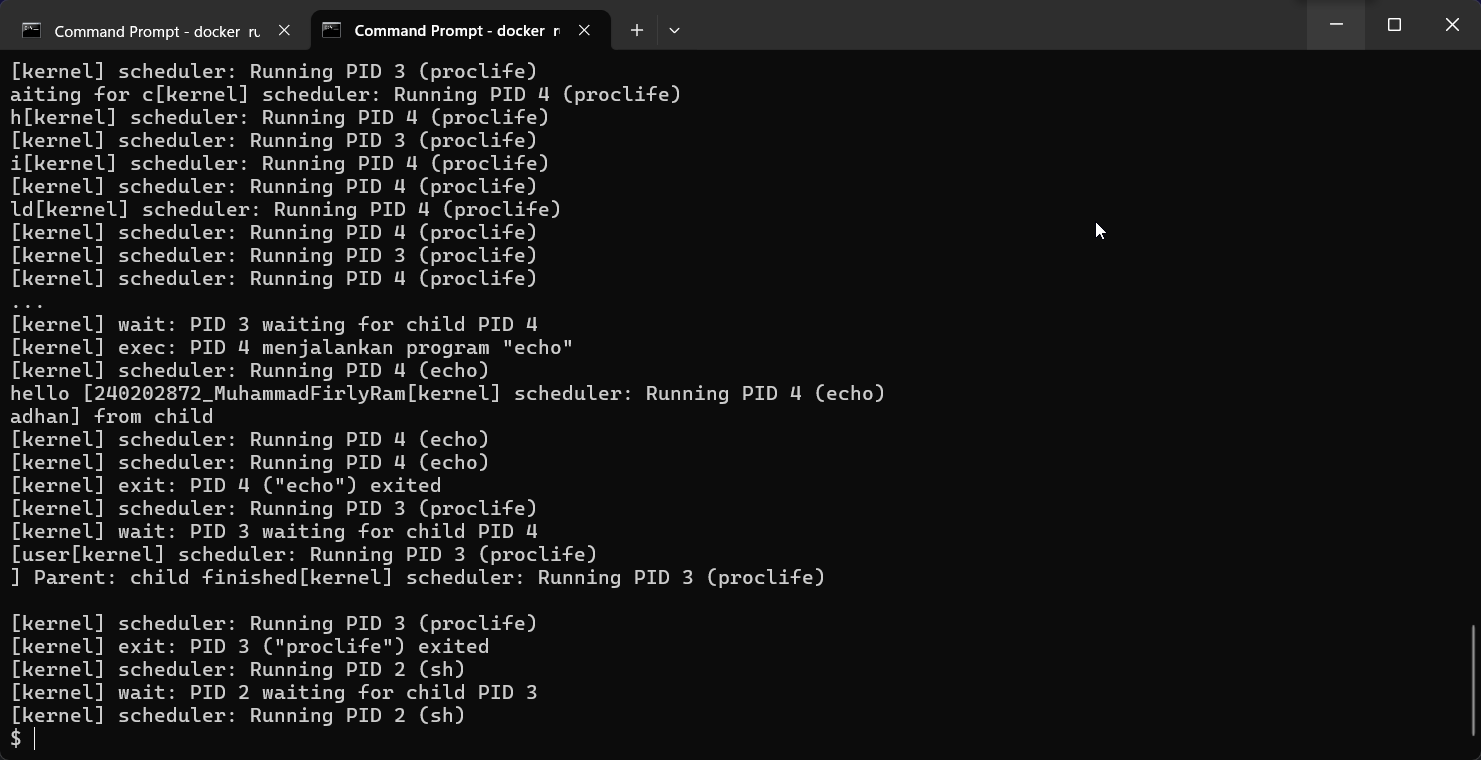 Command Prompt - docker ru
Command Prompt - docker r
[kernel] scheduler: Running PID 3 (proclife)
aiting for c[kernel] scheduler: Running PID 4 (proclife)
h[kernel] scheduler: Running PID 4 (proclife)
[kernel] scheduler: Running PID 3 (proclife)
i[kernel] scheduler: Running PID 4 (proclife)
[kernel] scheduler: Running PID 4 (proclife)
ld[kernel] scheduler: Running PID 4 (proclife)
[kernel] scheduler: Running PID 4 (proclife)
[kernel] scheduler: Running PID 3 (proclife)
[kernel] scheduler: Running PID 4 (proclife)
...
[kernel] wait: PID 3 waiting for child PID 4
[kernel] exec: PID 4 menjalankan program "echo"
[kernel] scheduler: Running PID 4 (echo)
hello [240202872_MuhammadFirlyRam[kernel] scheduler: Running PID 4 (echo)
adhan] from child
[kernel] scheduler: Running PID 4 (echo)
[kernel] scheduler: Running PID 4 (echo)
[kernel] exit: PID 4 ("echo") exited
[kernel] scheduler: Running PID 3 (proclife)
[kernel] wait: PID 3 waiting for child PID 4
[user[kernel] scheduler: Running PID 3 (proclife)
] Parent: child finished[kernel] scheduler: Running PID 3 (proclife)
[kernel] scheduler: Running PID 3 (proclife)
[kernel] exit: PID 3 ("proclife") exited
[kernel] scheduler: Running PID 2 (sh)
[kernel] wait: PID 2 waiting for child PID 3
[kernel] scheduler: Running PID 2 (sh)
$